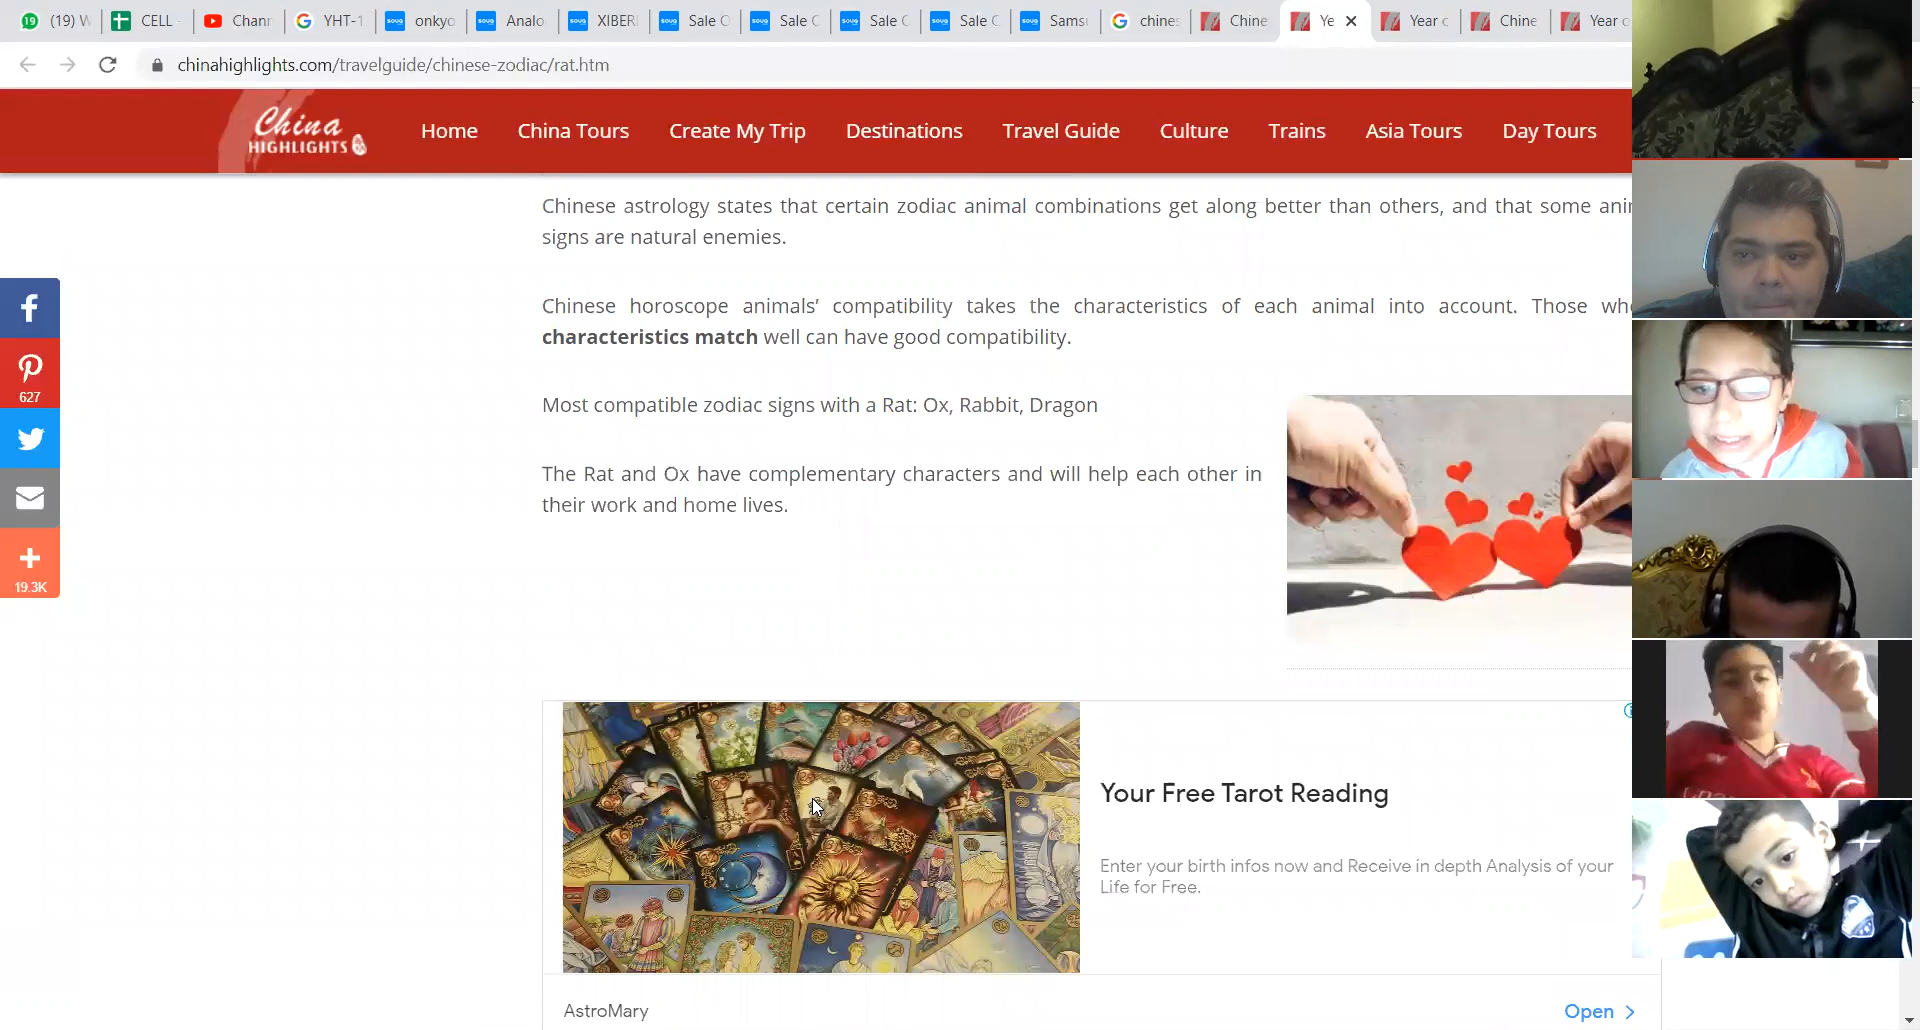 (19) W
CELL
Chann
YHT-1
onkyo
Analo
XIBER
Sale O
Sale C
Sale C
Sale C
Samsu
chines
Chine
Ye
Year c
Chine
Year o
chinahighlights.com/travelguide/chinese-zodiac/rat.htm
China
HIGHLIGHTS
Home
China Tours
Create My Trip
Destinations
Travel Guide
Culture
Trains
Asia Tours
Day Tours
Chinese astrology states that certain zodiac animal combinations get along better than others, and that some ani
signs are natural enemies.
Chinese horoscope animals' compatibility takes the characteristics of each animal into account. Those wh
characteristics match well can have good compatibility.
Most compatible zodiac signs with a Rat: Ox, Rabbit, Dragon
The Rat and Ox have complementary characters and will help each other in
their work and home lives.
627
19.3K
Your Free Tarot Reading
Enter your birth infos now and Receive in depth Analysis of your
Life for Free.
AstroMary
Open